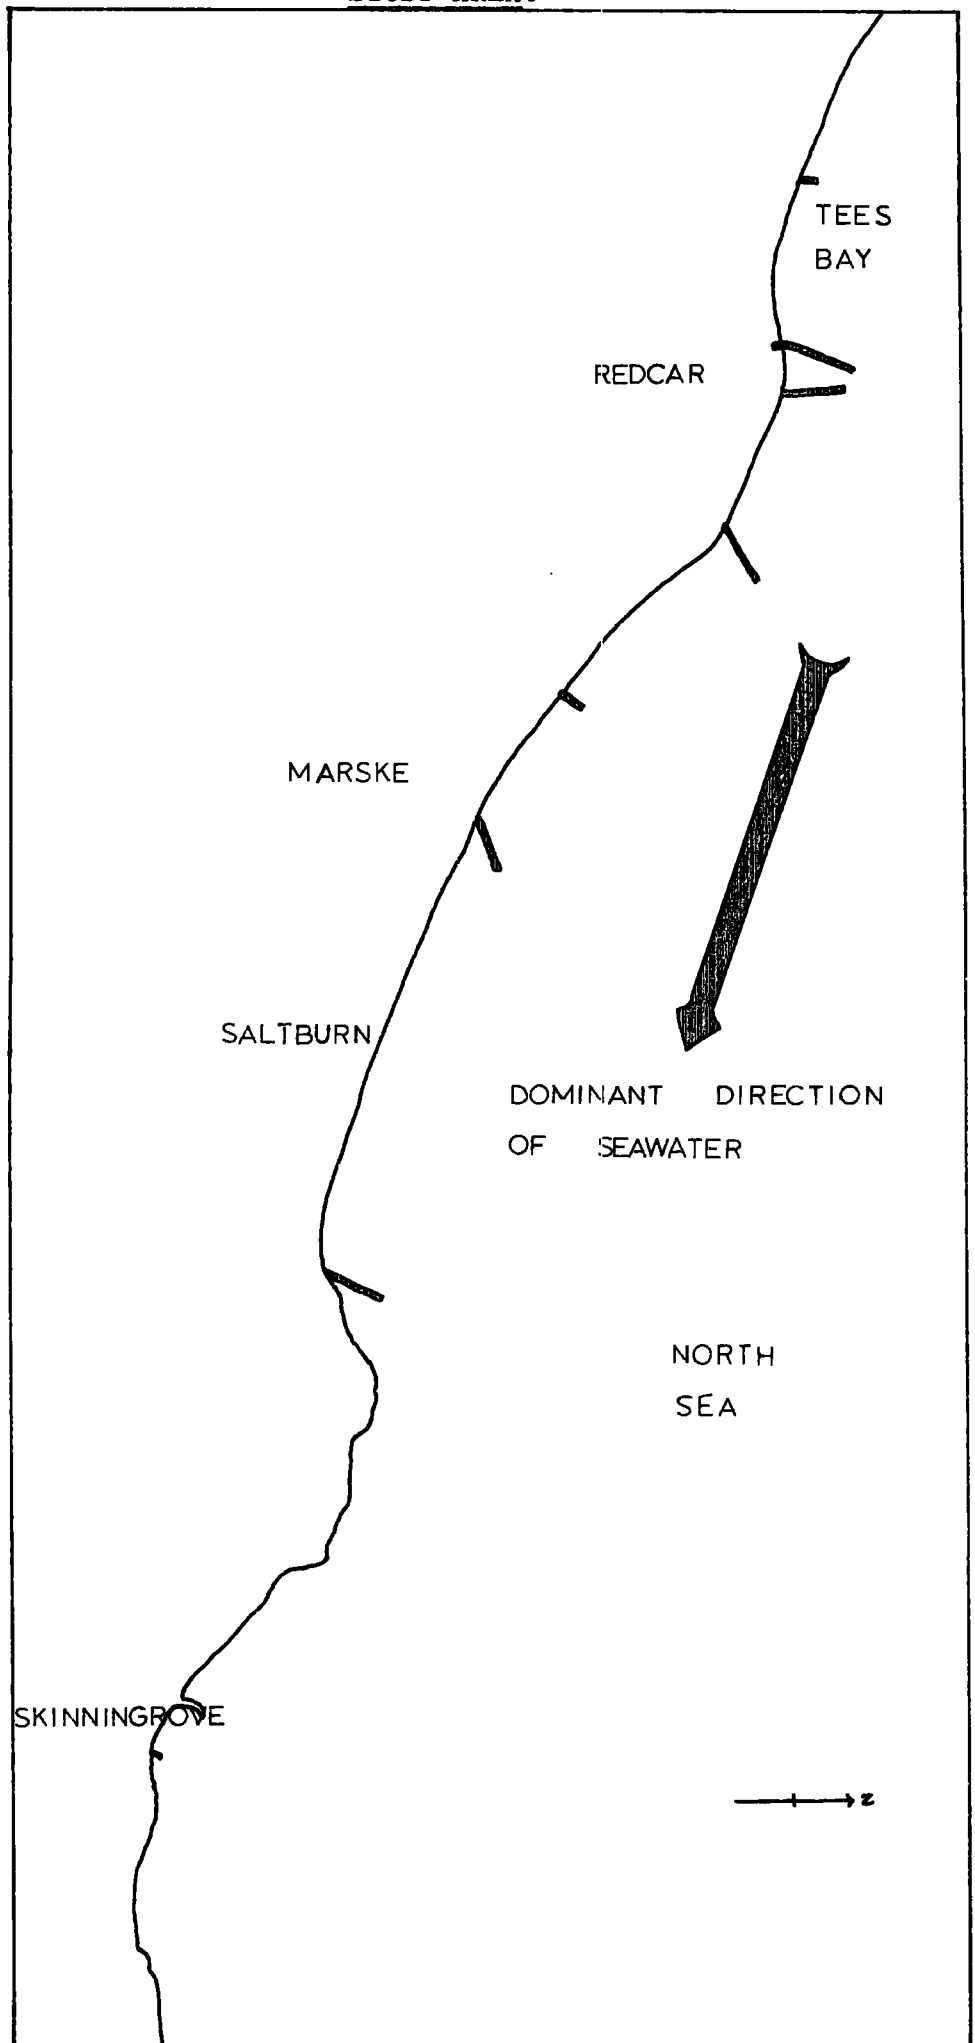 TEES
BAY
REDCAR
MARSKE
SALTBURN
DOMINANT DIRECTION
OF SEAWATER
NORTH
SEA
SKINNINGROVE
z